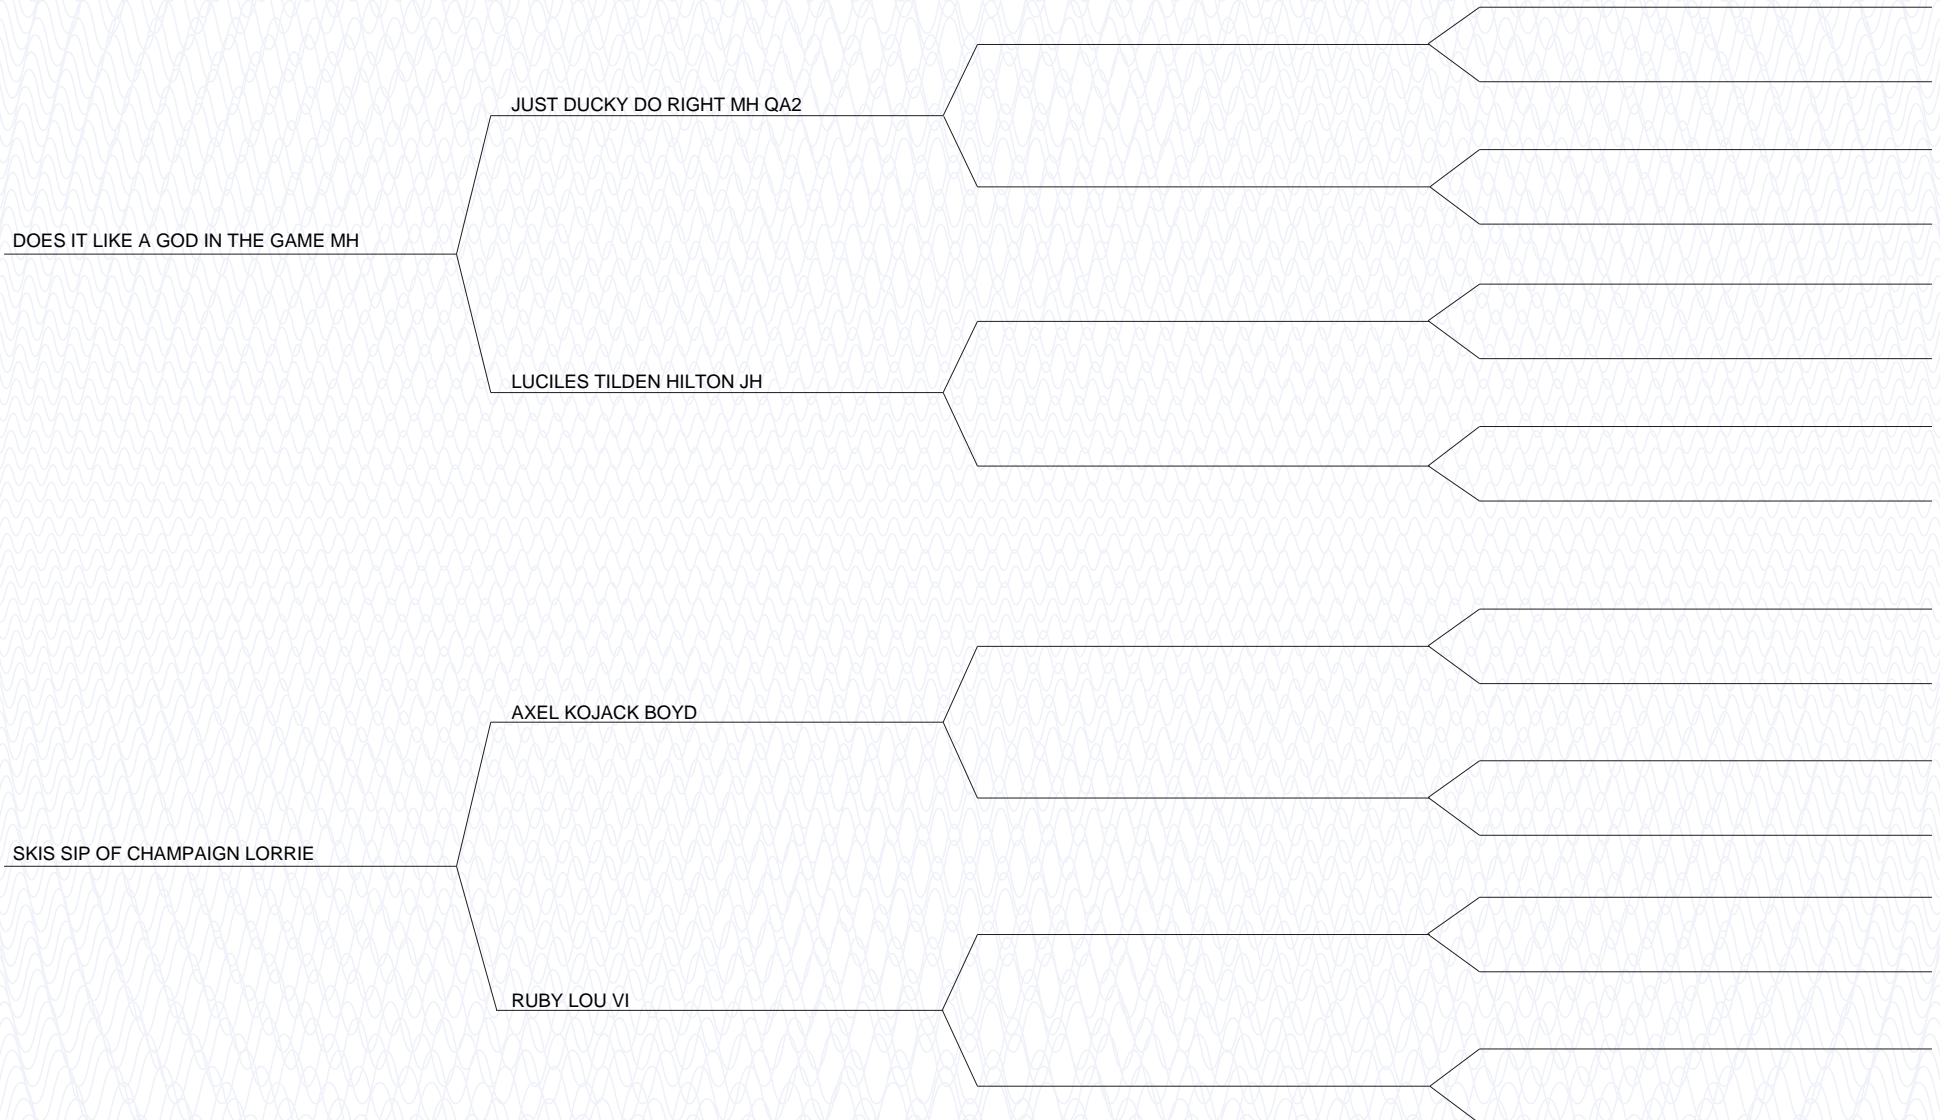 JUST DUCKY DO RIGHT MH QA2
DOES IT LIKE A GOD IN THE GAME MH
LUCILES TILDEN HILTON JH
AXEL KOJACK BOYD
SKIS SIP OF CHAMPAIGN LORRIE
RUBY LOU VI